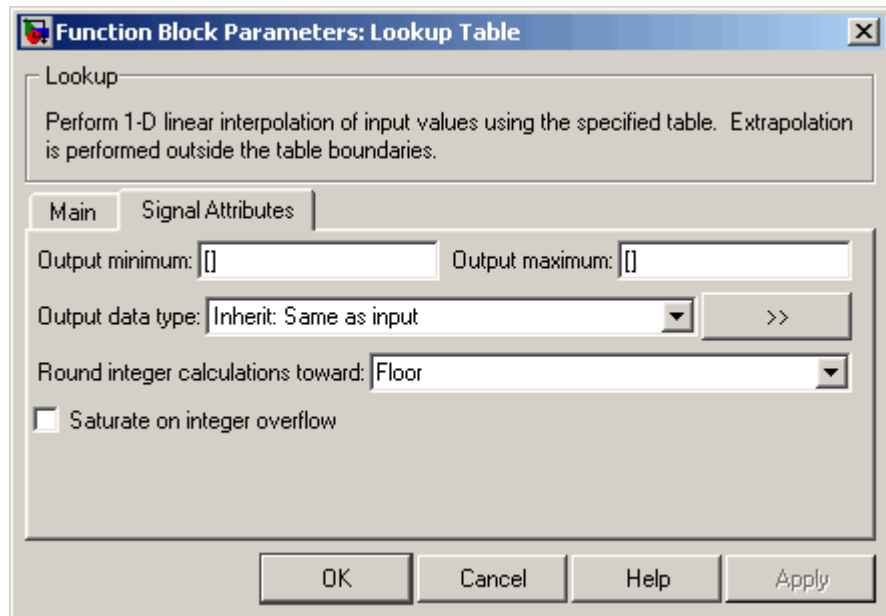 Function Block Parameters: Lookup Table
Lookup
Perform 1-D linear interpolation of input values using the specified table.  Extrapolation
is performed outside the table boundaries.
Main Signal Attributes
Output minimum: [] Output maximum: []
Output data type: Inherit: Same as input >>
Round integer calculations toward: Floor
Saturate on integer overflow
OK Cancel Help Apply